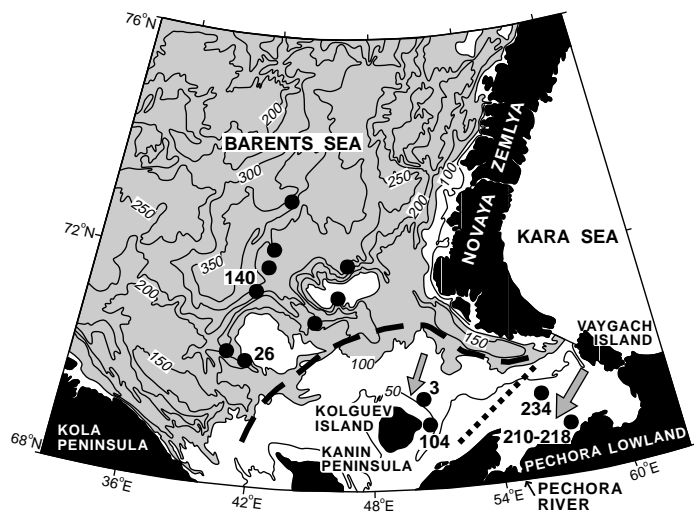 76°N
200
BARENTS SEA
300
250
100
ZEMLYA
NOVAYA
200
250
72°N
KARA SEA
350
140
200
150
VAYGACH
ISLAND
150
26
100
50
3
KOLGUEV
ISLAND
234
104
210-218
KOLA
PENINSULA
KANIN
PENINSULA
PECHORA LOWLAND
68°N
36°E
42°E
48°E
54°E
60°E
PECHORA
RIVER